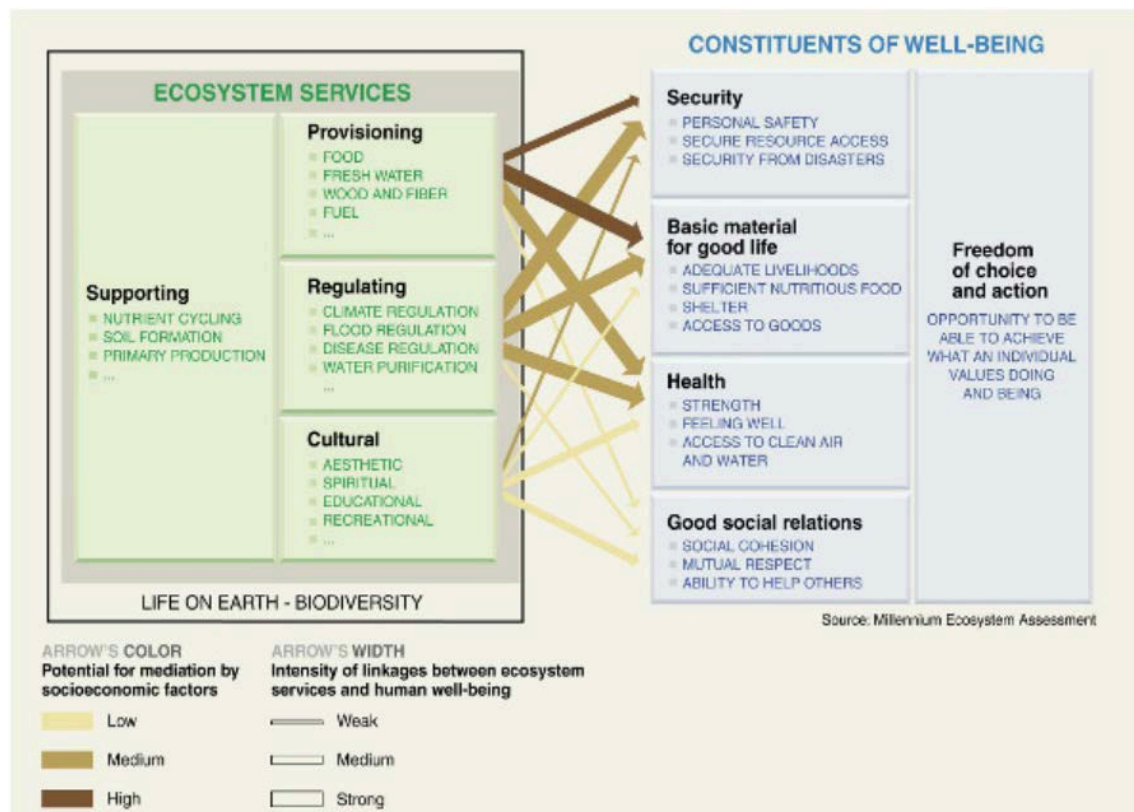 CONSTITUENTS OF WELL-BEING
ECOSYSTEM SERVICES
Supporting
NUTRIENT CYCLING
SOIL FORMATION
PRIMARY PRODUCTION
...
Provisioning
FOOD
FRESH WATER
WOOD AND FIBER
FUEL
...
Regulating
CLIMATE REGULATION
FLOOD REGULATION
DISEASE REGULATION
WATER PURIFICATION
...
Cultural
AESTHETIC
SPIRITUAL
EDUCATIONAL
RECREATIONAL
...
LIFE ON EARTH - BIODIVERSITY
Security
PERSONAL SAFETY
SECURE RESOURCE ACCESS
SECURITY FROM DISASTERS
Basic material
for good life
ADEQUATE LIVELIHOODS
SUFFICIENT NUTRITIOUS FOOD
SHELTER
ACCESS TO GOODS
Health
STRENGTH
FEELING WELL
ACCESS TO CLEAN AIR
AND WATER
Good social relations
SOCIAL COHESION
MUTUAL RESPECT
ABILITY TO HELP OTHERS
Freedom
of choice
and action
OPPORTUNITY TO BE
ABLE TO ACHIEVE
WHAT AN INDIVIDUAL
VALUES DOING
AND BEING
Source: Millennium Ecosystem Assessment
ARROW'S COLOR
Potential for mediation by
socioeconomic factors
Low
Medium
High
ARROW'S WIDTH
Intensity of linkages between ecosystem
services and human well-being
Weak
Medium
Strong